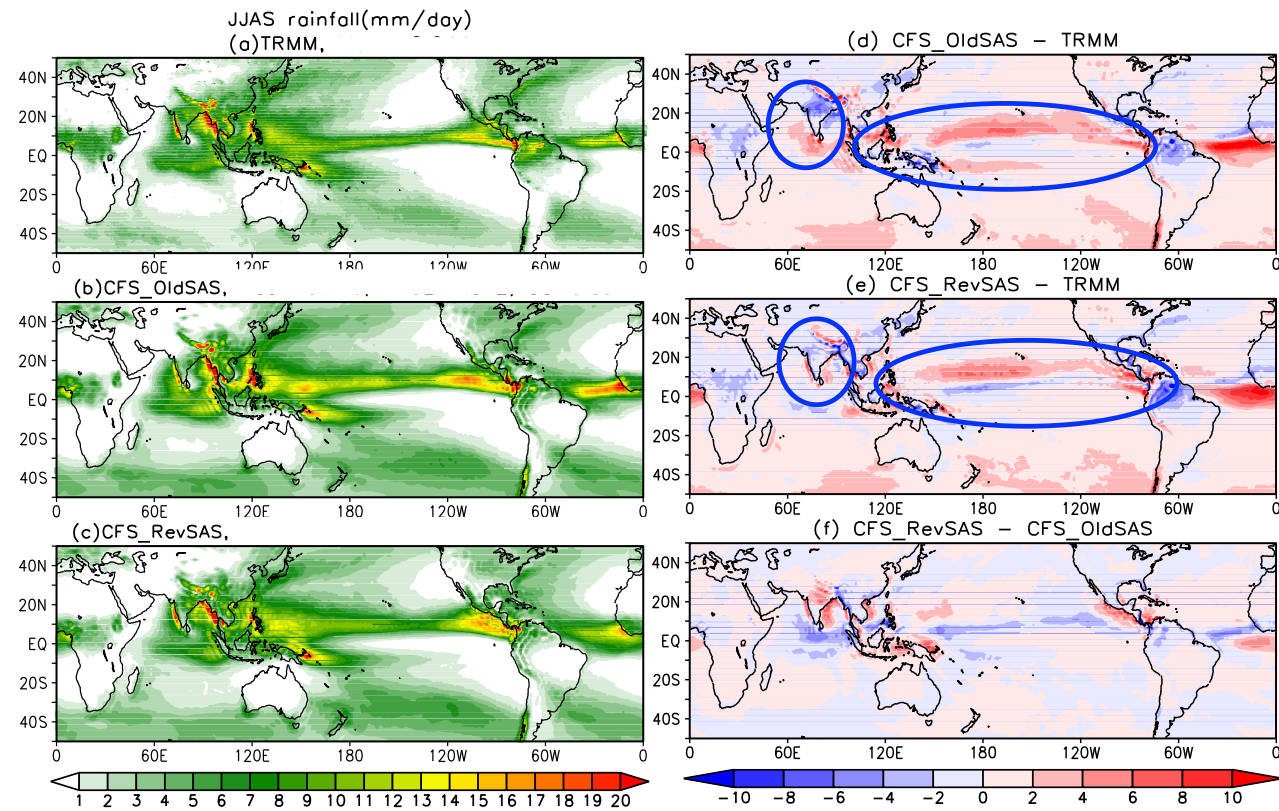 JJAS rainfall(mm/day)
(a)TRMM,
40N
20N
EQ
20S
40S
0 60E 120E 180 120W 60W 0
(b)CFS_OldSAS,
40N
20N
EQ
20S
40S
0 60E 120E 180 120W 60W 0
(c)CFS_RevSAS,
40N
20N
EQ
20S
40S
0 60E 120E 180 120W 60W 0
1 2 3 4 5 6 7 8 9 10 11 12 13 14 15 16 17 18 19 20
(d) CFS_OldSAS - TRMM
40N
20N
EQ
20S
40S
0 60E 120E 180 120W 60W 0
(e) CFS_RevSAS - TRMM
40N
20N
EQ
20S
40S
0 60E 120E 180 120W 60W 0
(f) CFS_RevSAS - CFS_OldSAS
40N
20N
EQ
20S
40S
0 60E 120E 180 120W 60W 0
-10 -8 -6 -4 -2 0 2 4 6 8 10